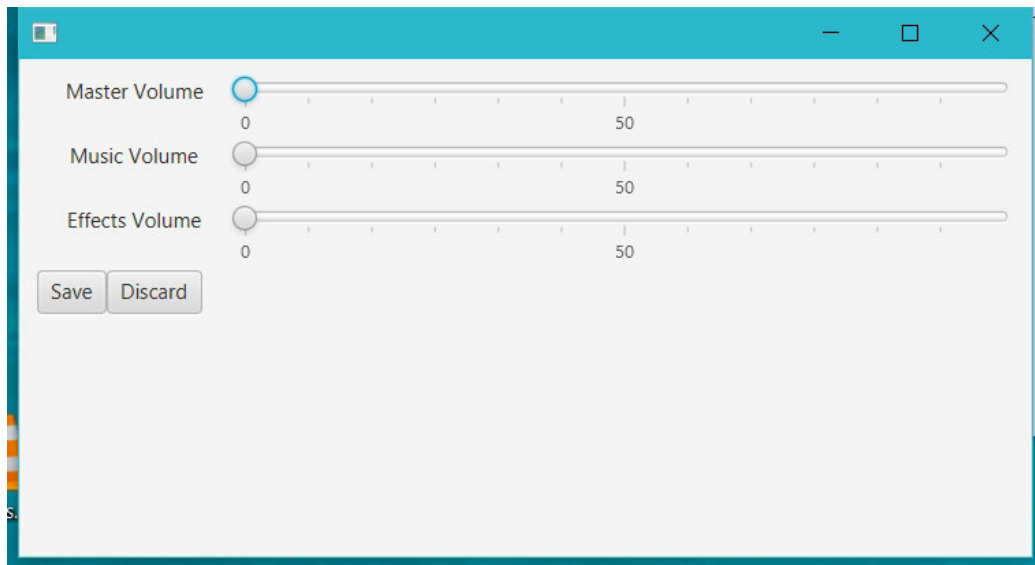 Master Volume
0 50
Music Volume
0 50
Effects Volume
0 50
Save Discard
s.